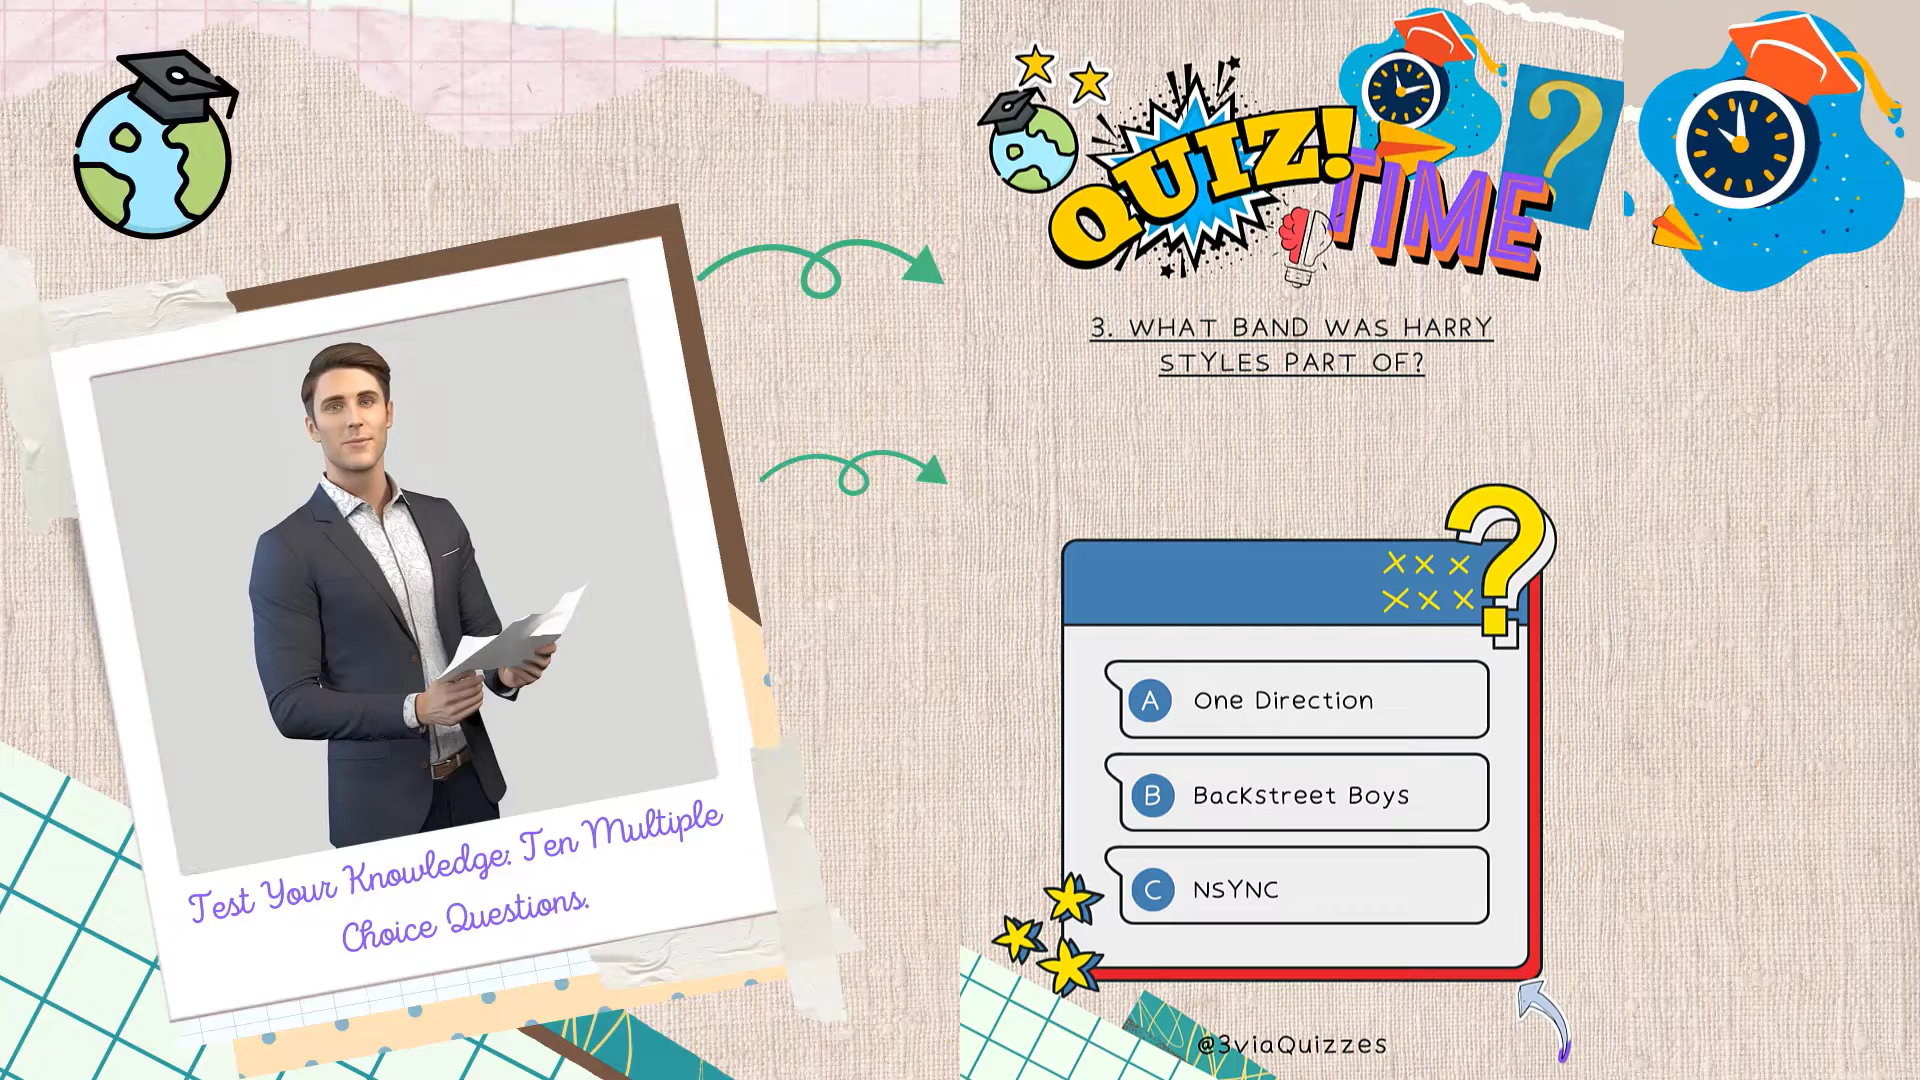 Test Your Knowledge: Ten Multiple
Choice Questions.
QUIZ!
TIME
?
3. WHAT BAND WAS HARRY
STYLES PART OF?
?
A One Direction
B Backstreet Boys
C NSYNC
@3viaQuizzes